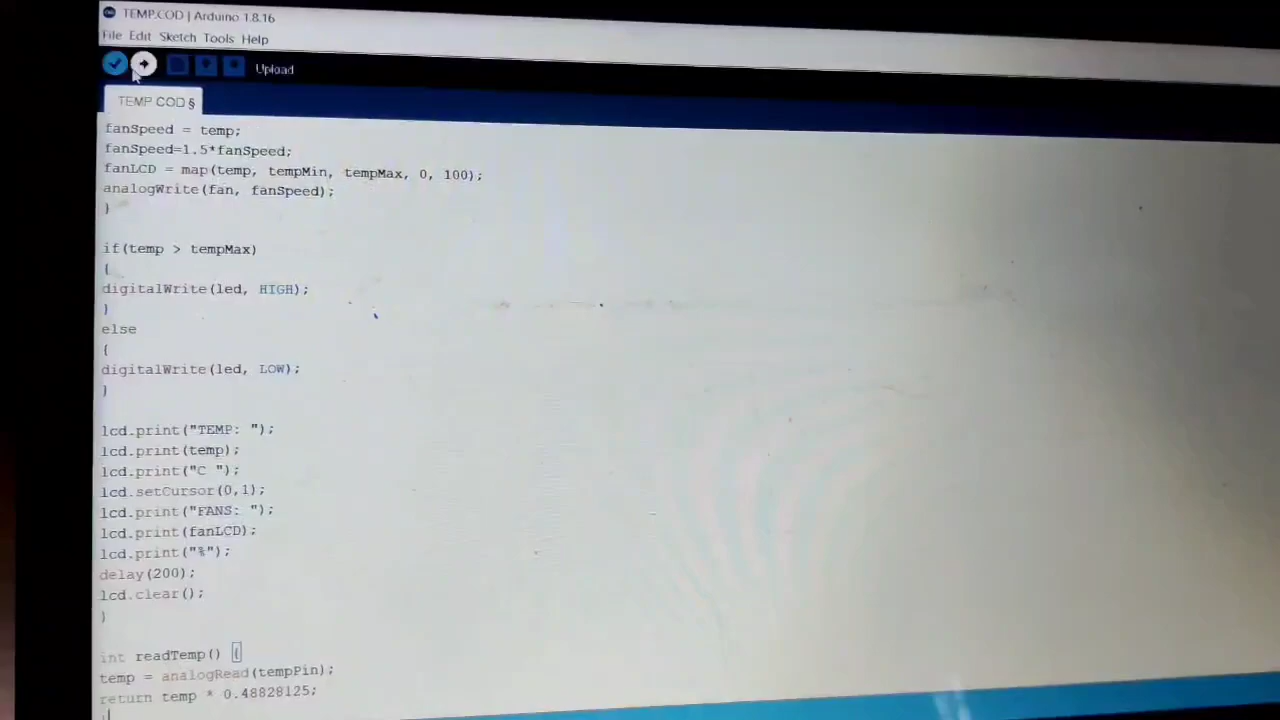 TEMP.COD | Arduino 1.8.16
File Edit Sketch Tools Help
Upload
TEMP.COD §
fanSpeed = temp;
fanSpeed=1.5*fanSpeed;
fanLCD = map(temp, tempMin, tempMax, 0, 100);
analogWrite(fan, fanSpeed);
}
if(temp > tempMax)
{
digitalWrite(led, HIGH);
}
else
{
digitalWrite(led, LOW);
}
lcd.print("TEMP: ");
lcd.print(temp);
lcd.print("C ");
lcd.setCursor(0,1);
lcd.print("FANS: ");
lcd.print(fanLCD);
lcd.print("%");
delay(200);
lcd.clear();
}
int readTemp() {
temp = analogRead(tempPin);
return temp * 0.48828125;
}